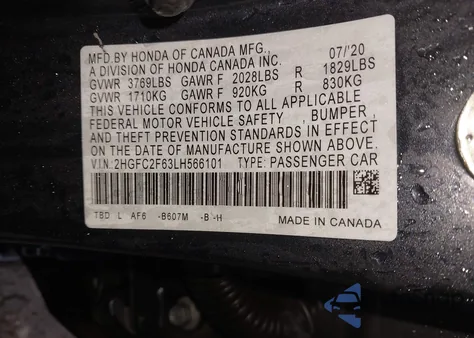 MFD BY HONDA OF CANADA MFG., 07/'20
A DIVISION OF HONDA CANADA INC.
GVWR 3769LBS GAWR F 2028LBS R 1829LBS
GVWR 1710KG GAWR F 920KG R 830KG
THIS VEHICLE CONFORMS TO ALL APPLICABLE
FEDERAL MOTOR VEHICLE SAFETY , BUMPER,
AND THEFT PREVENTION STANDARDS IN EFFECT
ON THE DATE OF MANUFACTURE SHOWN ABOVE.
V.I.N: 2HGFC2F63LH566101 TYPE: PASSENGER CAR
TBD L AF6 -B607M -B -H
MADE IN CANADA